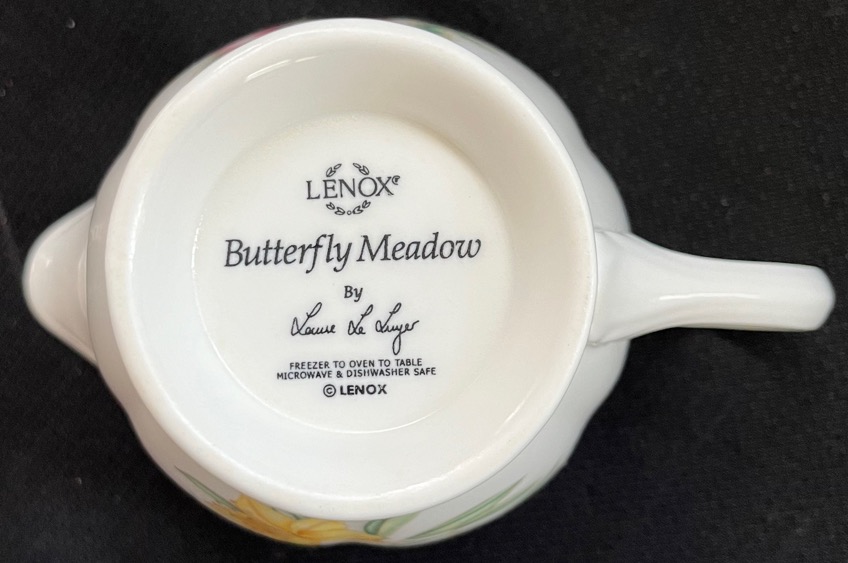 LENOX®
Butterfly Meadow
By
Louise Le Luyer
FREEZER TO OVEN TO TABLE
MICROWAVE & DISHWASHER SAFE
© LENOX